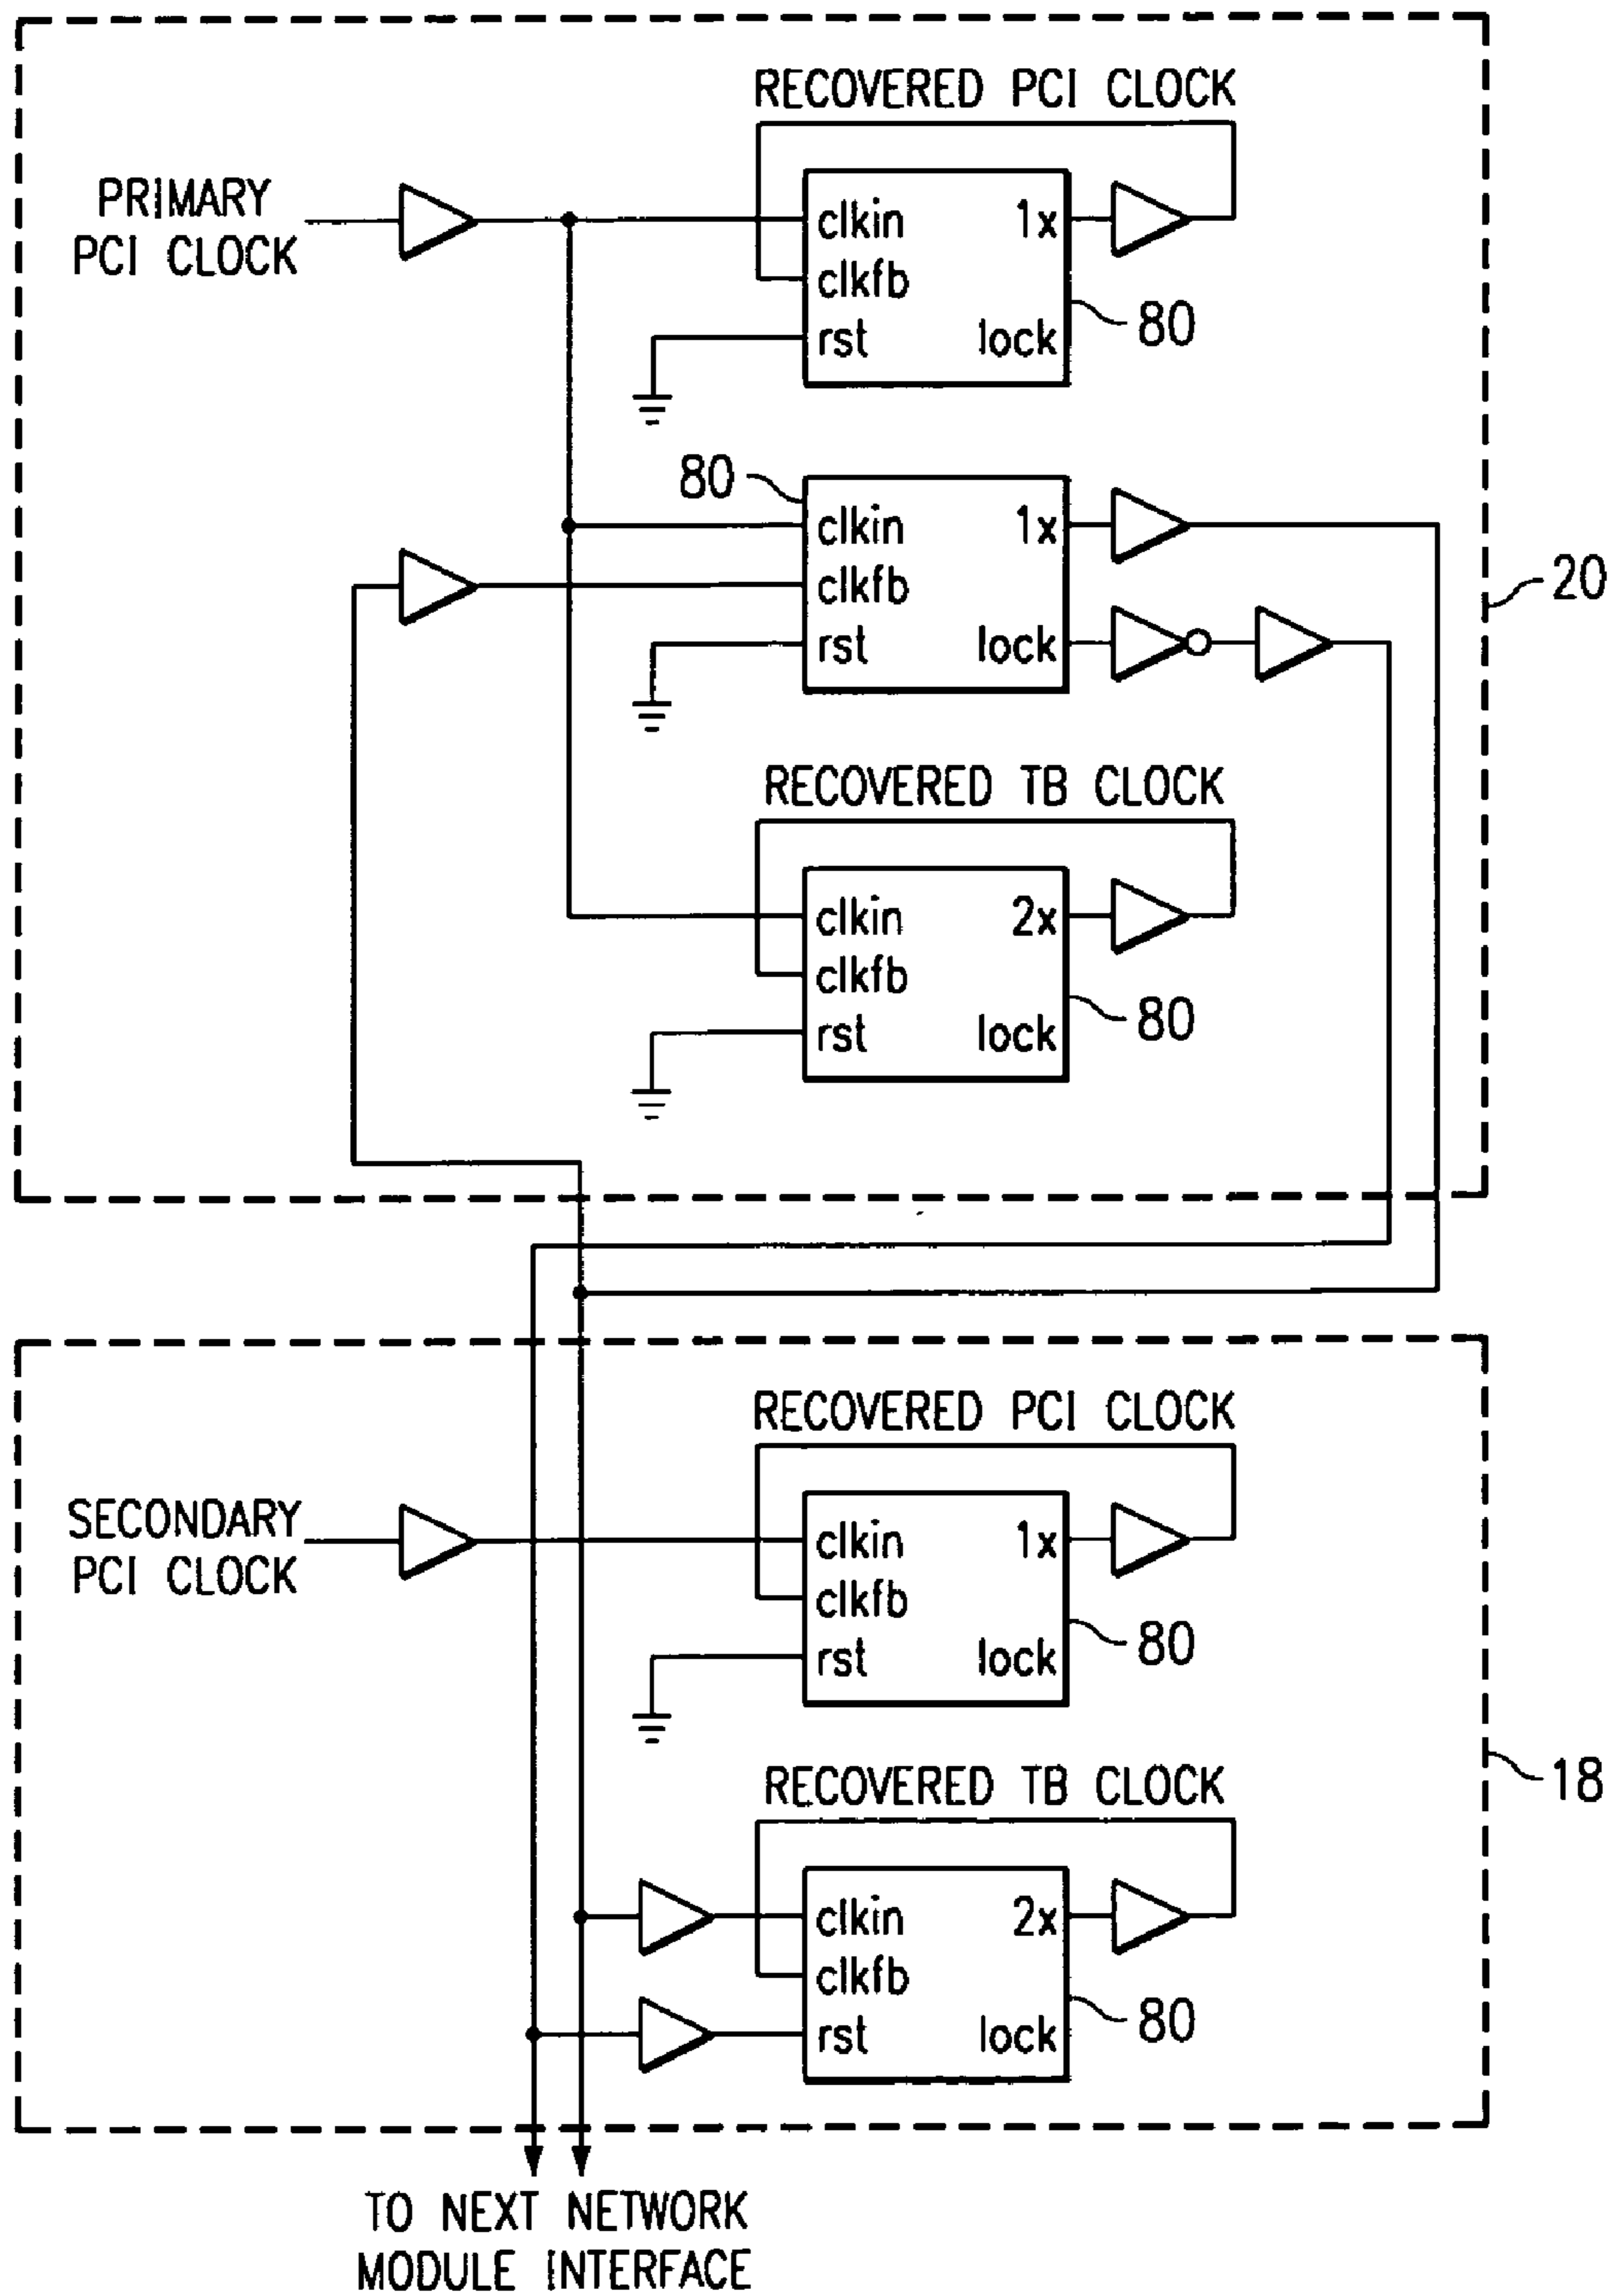 RECOVERED PCI CLOCK
PRIMARY
PCI CLOCK
clkin 1x
clkfb
80
rst lock
80
clkin 1x
clkfb
20
rst lock
RECOVERED TB CLOCK
clkin 2x
clkfb
80
rst lock
RECOVERED PCI CLOCK
SECONDARY
PCI CLOCK
clkin 1x
clkfb
80
rst lock
18
RECOVERED TB CLOCK
clkin 2x
clkfb
80
rst lock
TO NEXT NETWORK
MODULE INTERFACE